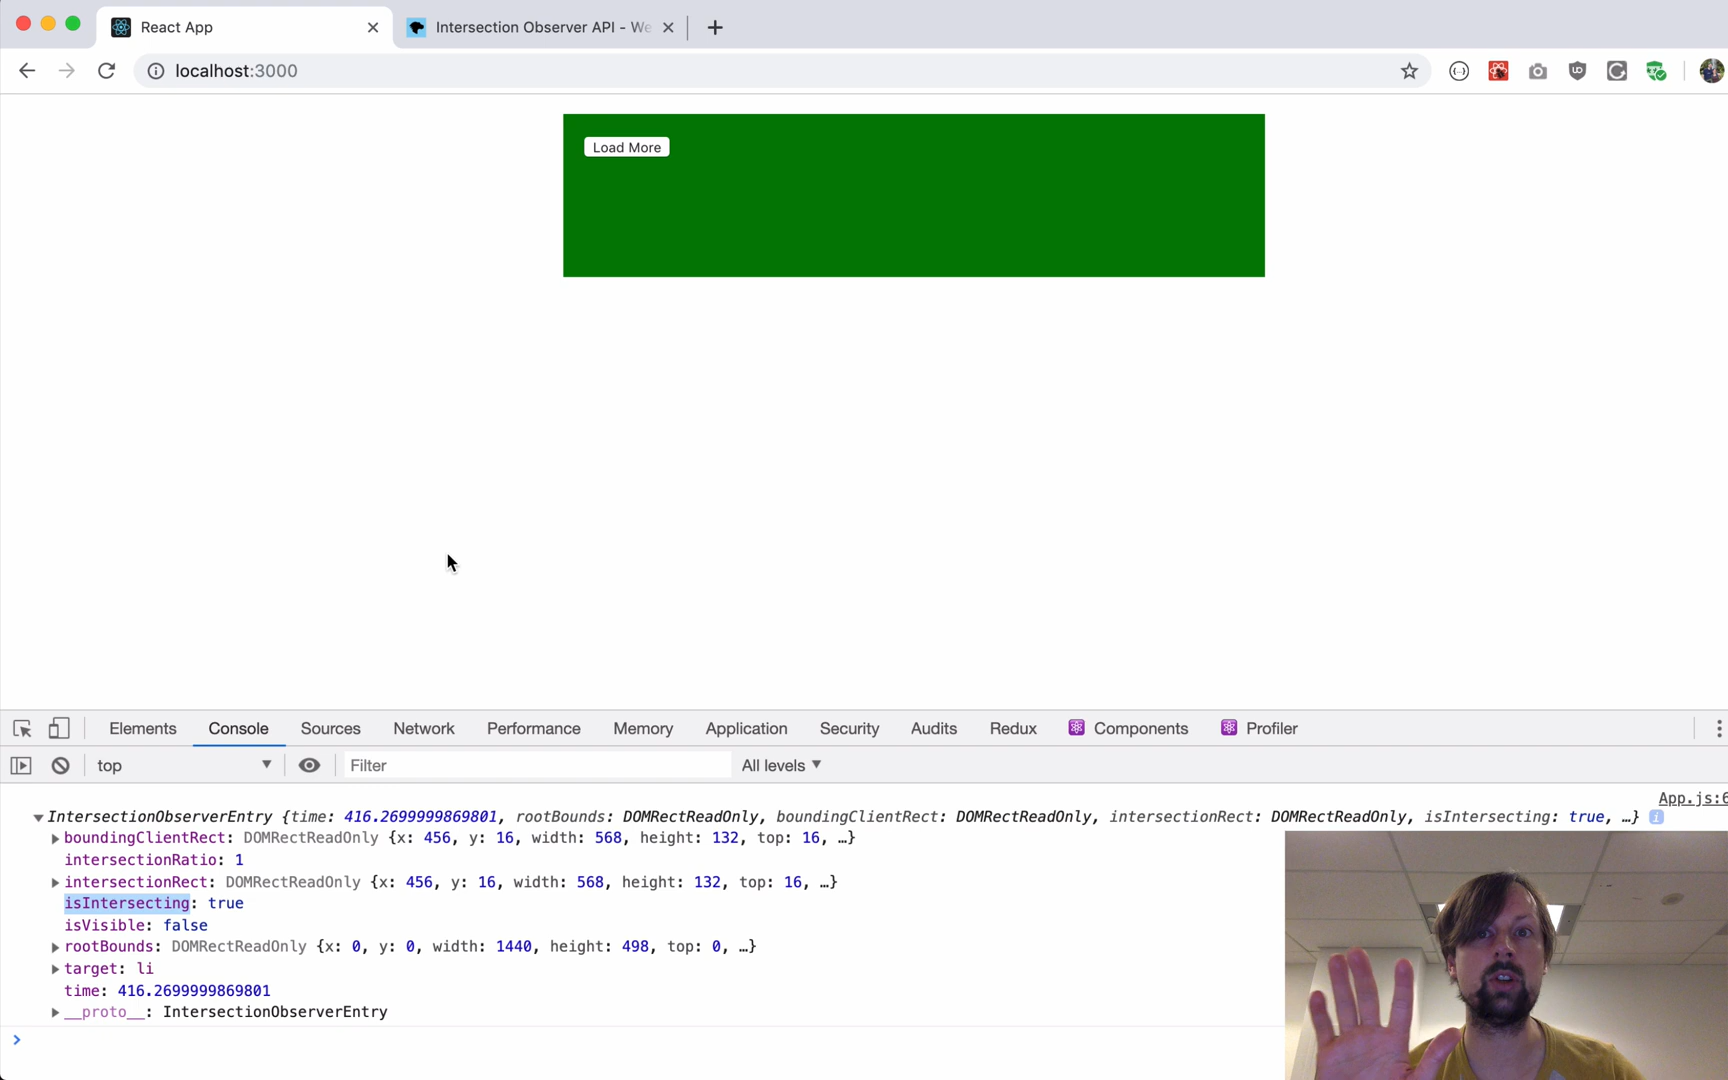 React App
Intersection Observer API - We
localhost:3000
Load More
Elements Console Sources Network Performance Memory Application Security Audits Redux Components Profiler
top Filter All levels ▼
App.js:6
▼IntersectionObserverEntry {time: 416.2699999869801, rootBounds: DOMRectReadOnly, boundingClientRect: DOMRectReadOnly, intersectionRect: DOMRectReadOnly, isIntersecting: true, …} i
▶boundingClientRect: DOMRectReadOnly {x: 456, y: 16, width: 568, height: 132, top: 16, …}
intersectionRatio: 1
▶intersectionRect: DOMRectReadOnly {x: 456, y: 16, width: 568, height: 132, top: 16, …}
isIntersecting: true
isVisible: false
▶rootBounds: DOMRectReadOnly {x: 0, y: 0, width: 1440, height: 498, top: 0, …}
▶target: li
time: 416.2699999869801
▶__proto__: IntersectionObserverEntry